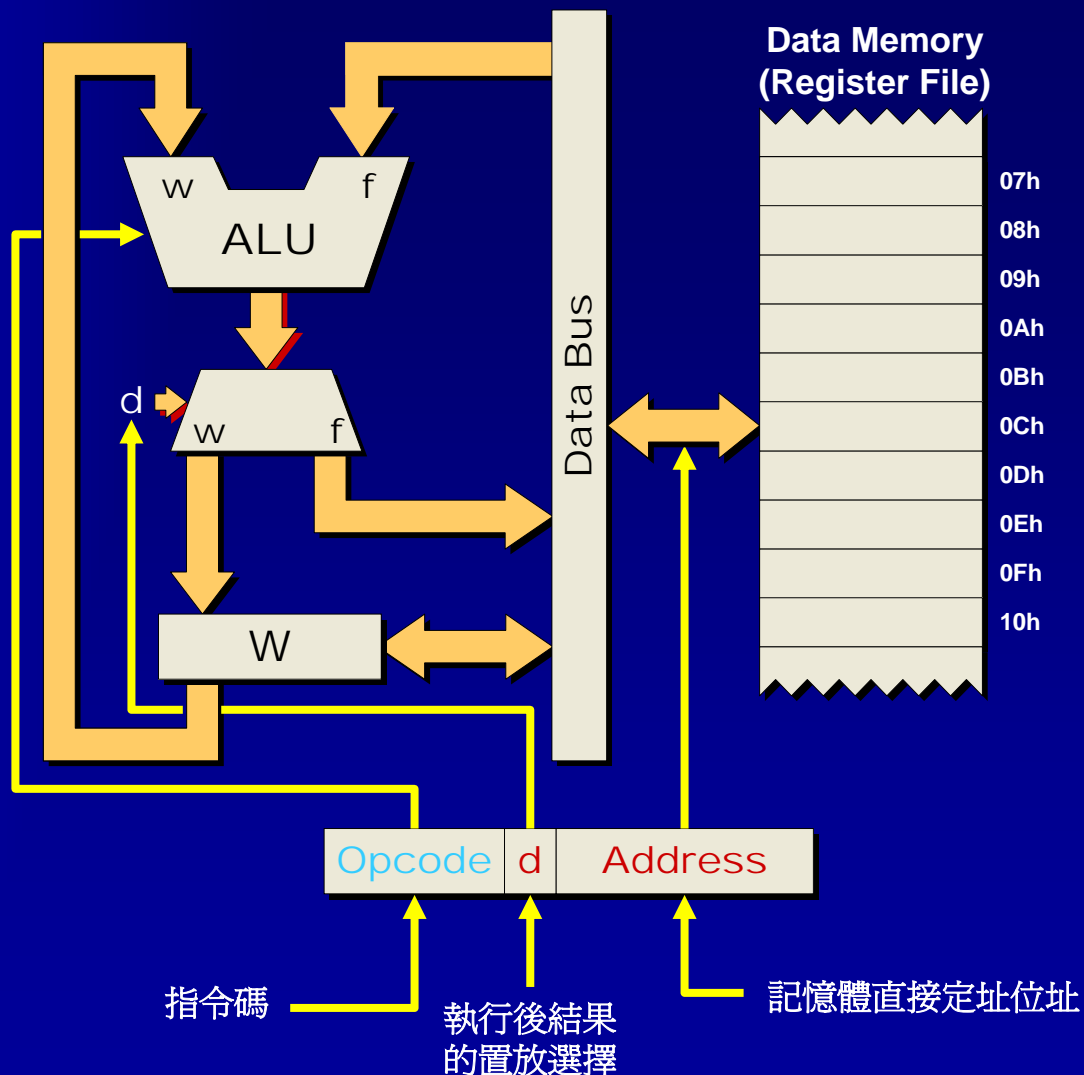 Data Memory
(Register File)
w f
ALU
d
w f
W
Data Bus
07h
08h
09h
0Ah
0Bh
0Ch
0Dh
0Eh
0Fh
10h
Opcode d Address
指令碼
執行後結果
的置放選擇
記憶體直接定址位址